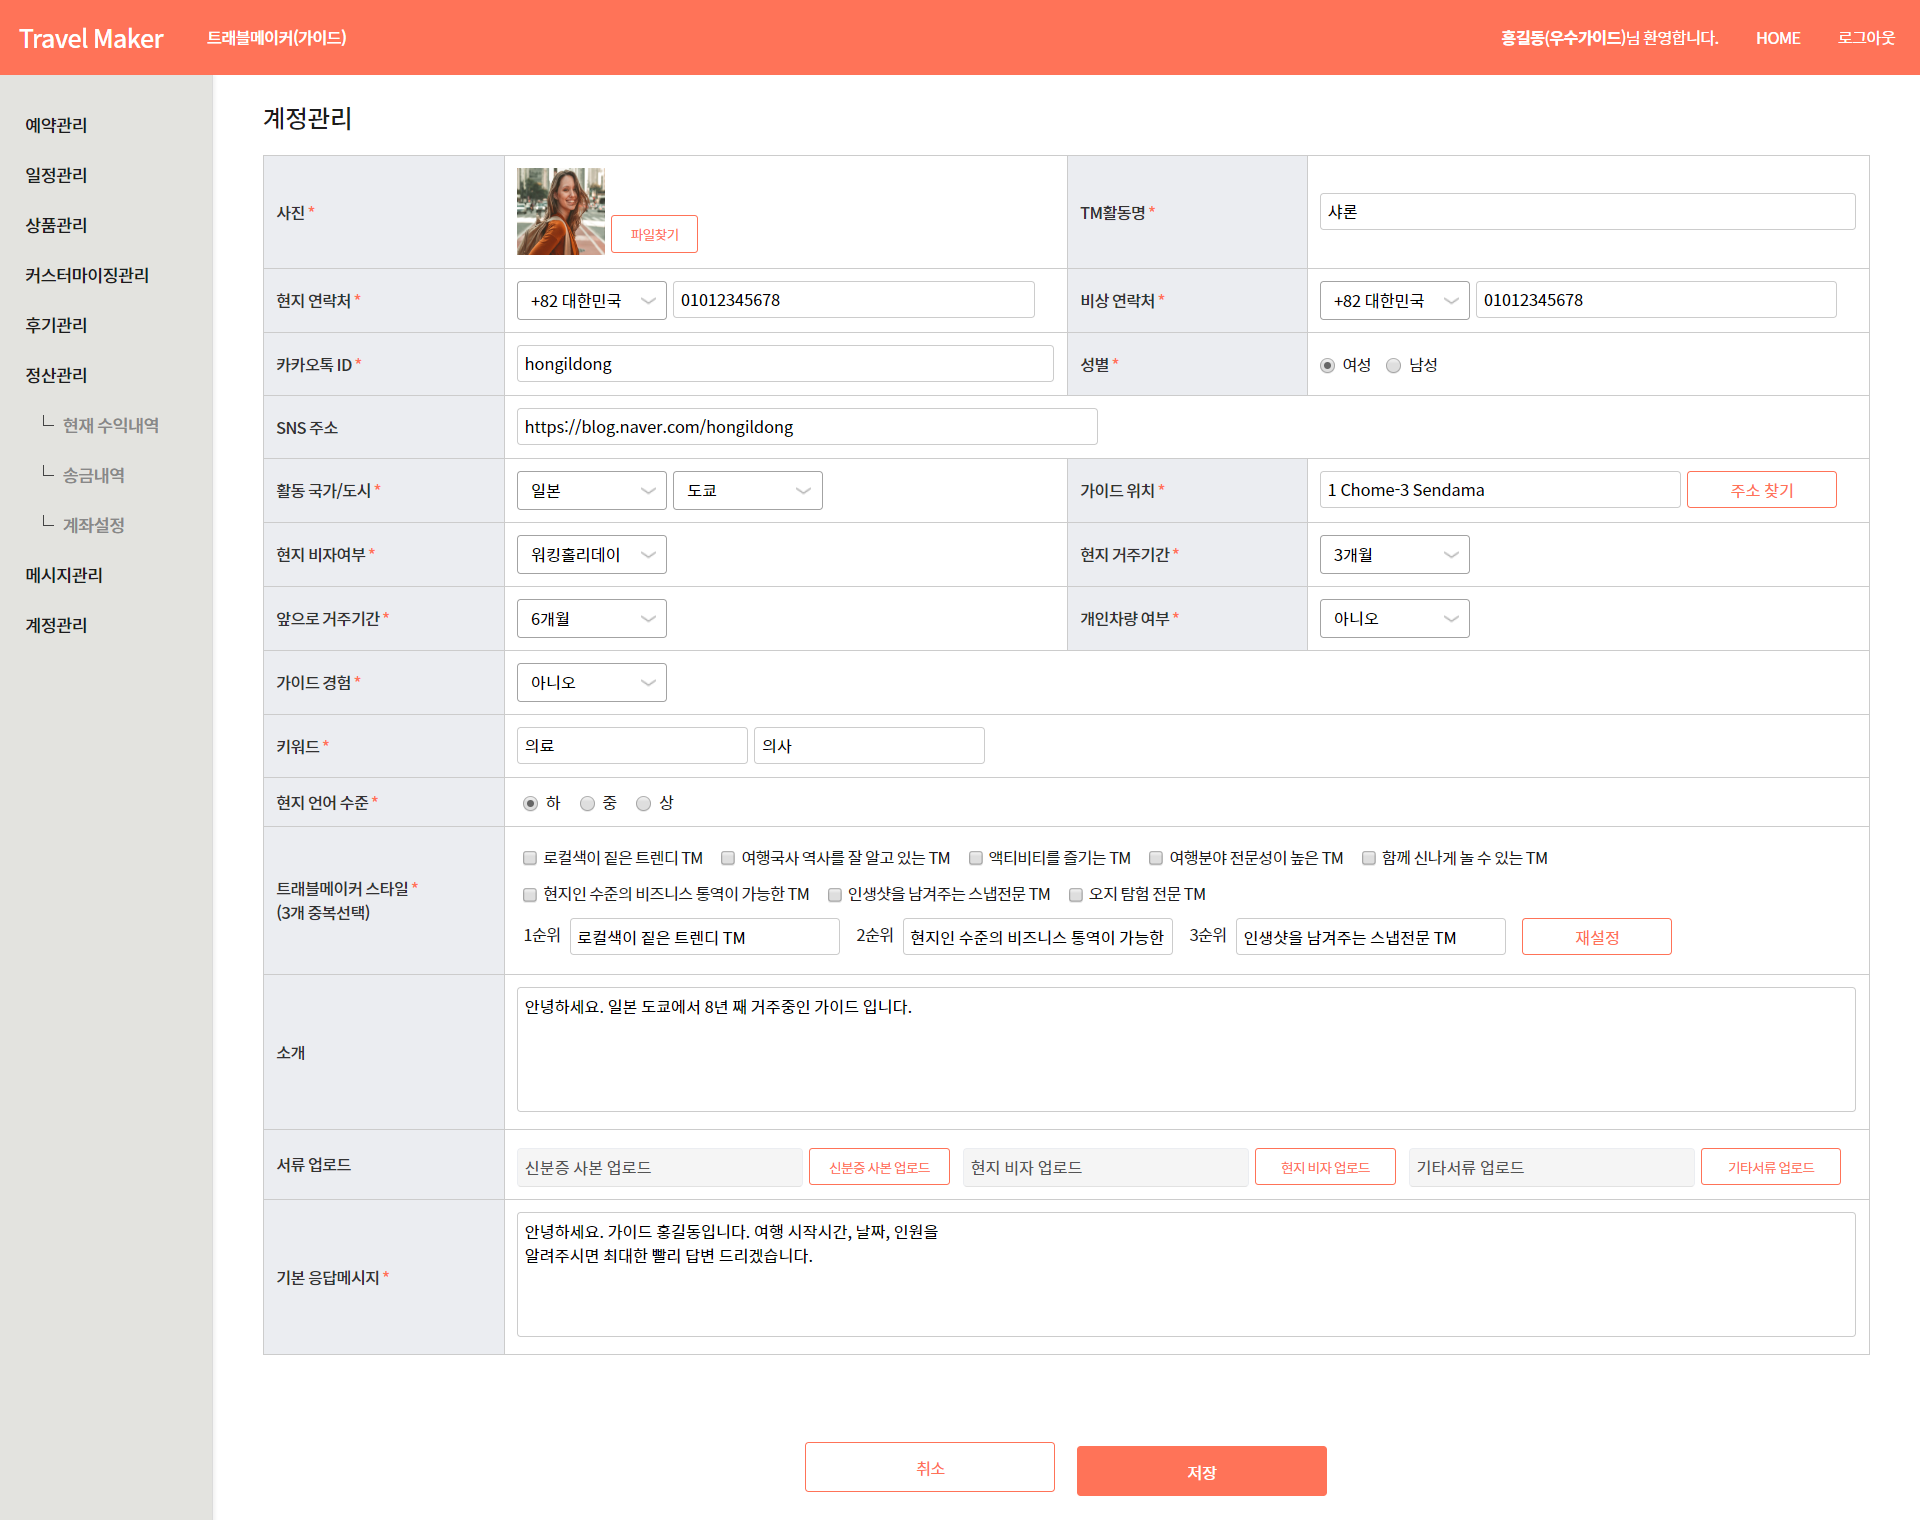 Travel Maker
트래블메이커(가이드)
홍길동(우수가이드)님 환영합니다.
HOME
로그아웃
예약관리
일정관리
상품관리
커스터마이징관리
후기관리
정산관리
현재 수익내역
송금내역
계좌설정
메시지관리
계정관리
계정관리
사진 *
파일찾기
TM활동명 *
샤론
현지 연락처 *
+82 대한민국
01012345678
비상 연락처 *
+82 대한민국
01012345678
카카오톡 ID *
hongildong
성별 *
여성
남성
SNS 주소
https://blog.naver.com/hongildong
활동 국가/도시 *
일본
도쿄
가이드 위치 *
1 Chome-3 Sendama
주소 찾기
현지 비자여부 *
워킹홀리데이
현지 거주기간 *
3개월
앞으로 거주기간 *
6개월
개인차량 여부 *
아니오
가이드 경험 *
아니오
키워드 *
의료
의사
현지 언어 수준 *
하
중
상
트래블메이커 스타일 *
(3개 중복선택)
로컬색이 짙은 트렌디 TM
여행국사 역사를 잘 알고 있는 TM
액티비티를 즐기는 TM
여행분야 전문성이 높은 TM
함께 신나게 놀 수 있는 TM
현지인 수준의 비즈니스 통역이 가능한 TM
인생샷을 남겨주는 스냅전문 TM
오지 탐험 전문 TM
1순위
로컬색이 짙은 트렌디 TM
2순위
현지인 수준의 비즈니스 통역이 가능한
3순위
인생샷을 남겨주는 스냅전문 TM
재설정
소개
안녕하세요. 일본 도쿄에서 8년 째 거주중인 가이드 입니다.
서류 업로드
신분증 사본 업로드
신분증 사본 업로드
현지 비자 업로드
현지 비자 업로드
기타서류 업로드
기타서류 업로드
기본 응답메시지 *
안녕하세요. 가이드 홍길동입니다. 여행 시작시간, 날짜, 인원을
알려주시면 최대한 빨리 답변 드리겠습니다.
취소
저장